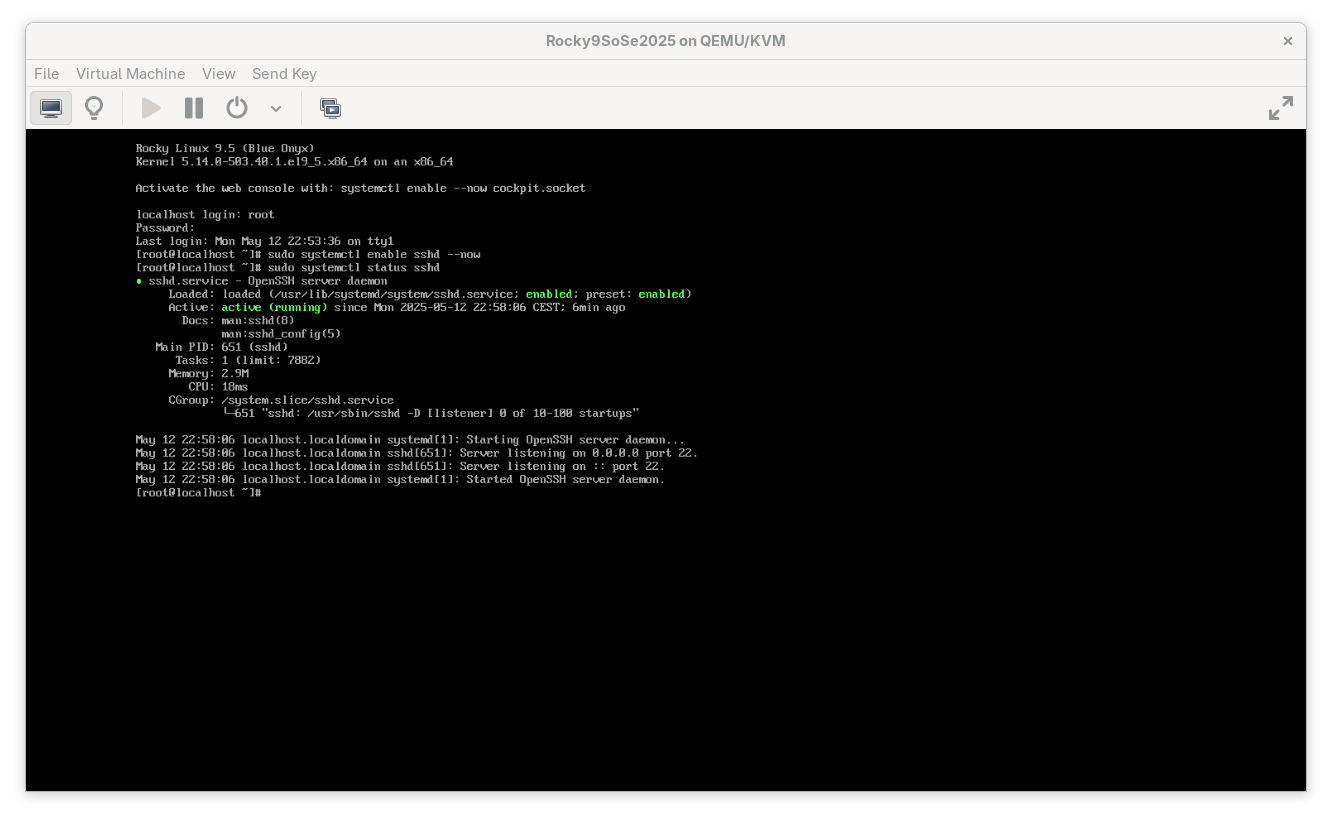 Rocky9SoSe2025 on QEMU/KVM
File Virtual Machine View Send Key
Rocky Linux 9.5 (Blue Onyx)
Kernel 5.14.0-503.40.1.el9_5.x86_64 on an x86_64
Activate the web console with: systemctl enable --now cockpit.socket
localhost login: root
Password:
Last login: Mon May 12 22:53:36 on tty1
[root@localhost ~]# sudo systemctl enable sshd --now
[root@localhost ~]# sudo systemctl status sshd
● sshd.service - OpenSSH server daemon
Loaded: loaded (/usr/lib/systemd/system/sshd.service; enabled; preset: enabled)
Active: active (running) since Mon 2025-05-12 22:58:06 CEST; 6min ago
Docs: man:sshd(8)
man:sshd_config(5)
Main PID: 651 (sshd)
Tasks: 1 (limit: 7882)
Memory: 2.9M
CPU: 18ms
CGroup: /system.slice/sshd.service
└─651 "sshd: /usr/sbin/sshd -D [listener] 0 of 10-100 startups"
May 12 22:58:06 localhost.localdomain systemd[1]: Starting OpenSSH server daemon...
May 12 22:58:06 localhost.localdomain sshd[651]: Server listening on 0.0.0.0 port 22.
May 12 22:58:06 localhost.localdomain sshd[651]: Server listening on :: port 22.
May 12 22:58:06 localhost.localdomain systemd[1]: Started OpenSSH server daemon.
[root@localhost ~]#